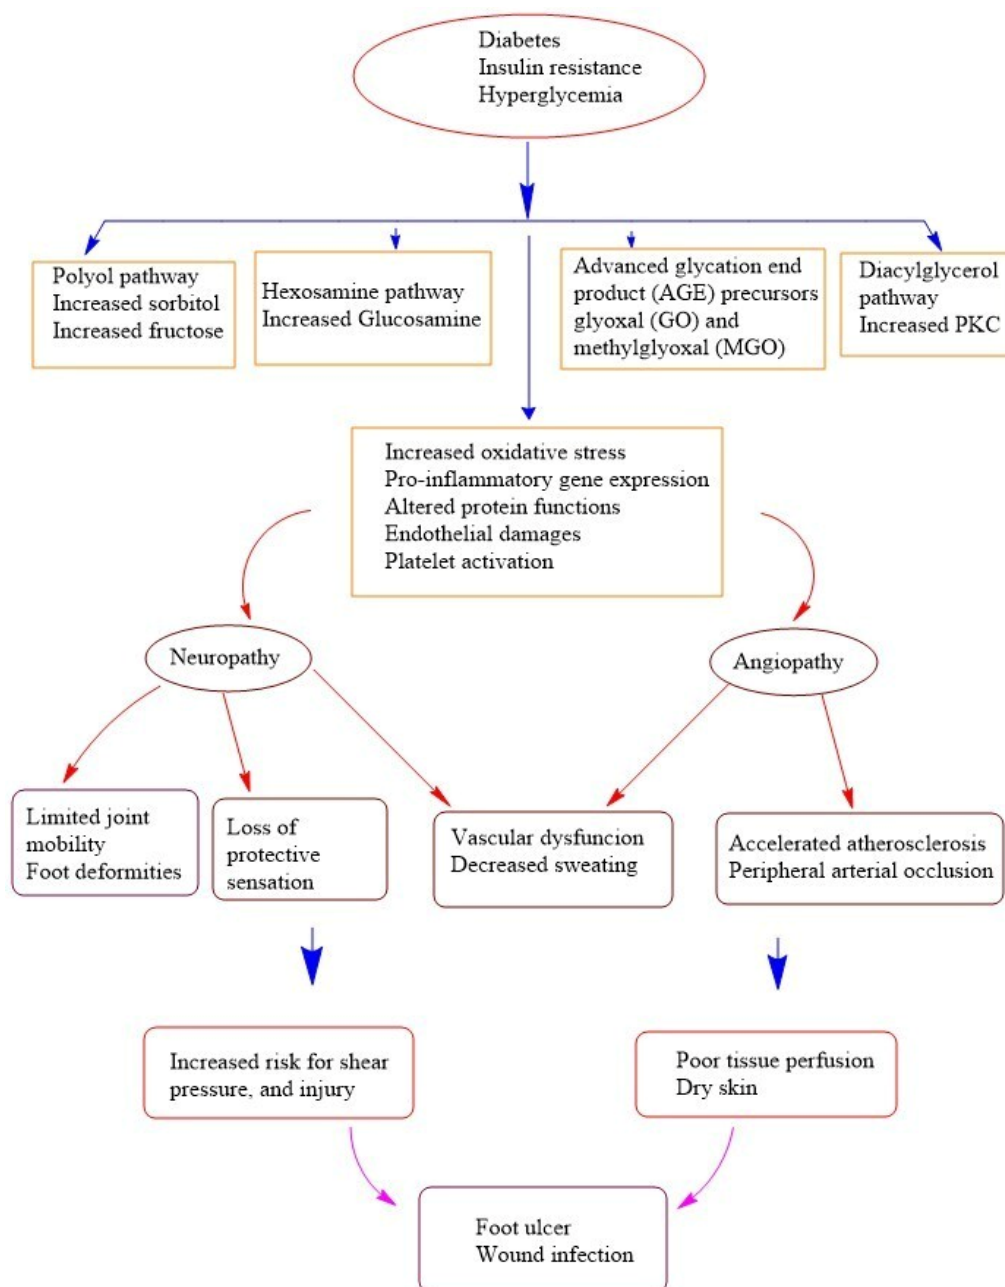 Diabetes
Insulin resistance
Hyperglycemia
Polyol pathway
Increased sorbitol
Increased fructose
Hexosamine pathway
Increased Glucosamine
Advanced glycation end
product (AGE) precursors
glyoxal (GO) and
methylglyoxal (MGO)
Diacylglycerol
pathway
Increased PKC
Increased oxidative stress
Pro-inflammatory gene expression
Altered protein functions
Endothelial damages
Platelet activation
Neuropathy
Angiopathy
Limited joint
mobility
Foot deformities
Loss of
protective
sensation
Vascular dysfuncion
Decreased sweating
Accelerated atherosclerosis
Peripheral arterial occlusion
Increased risk for shear
pressure, and injury
Poor tissue perfusion
Dry skin
Foot ulcer
Wound infection